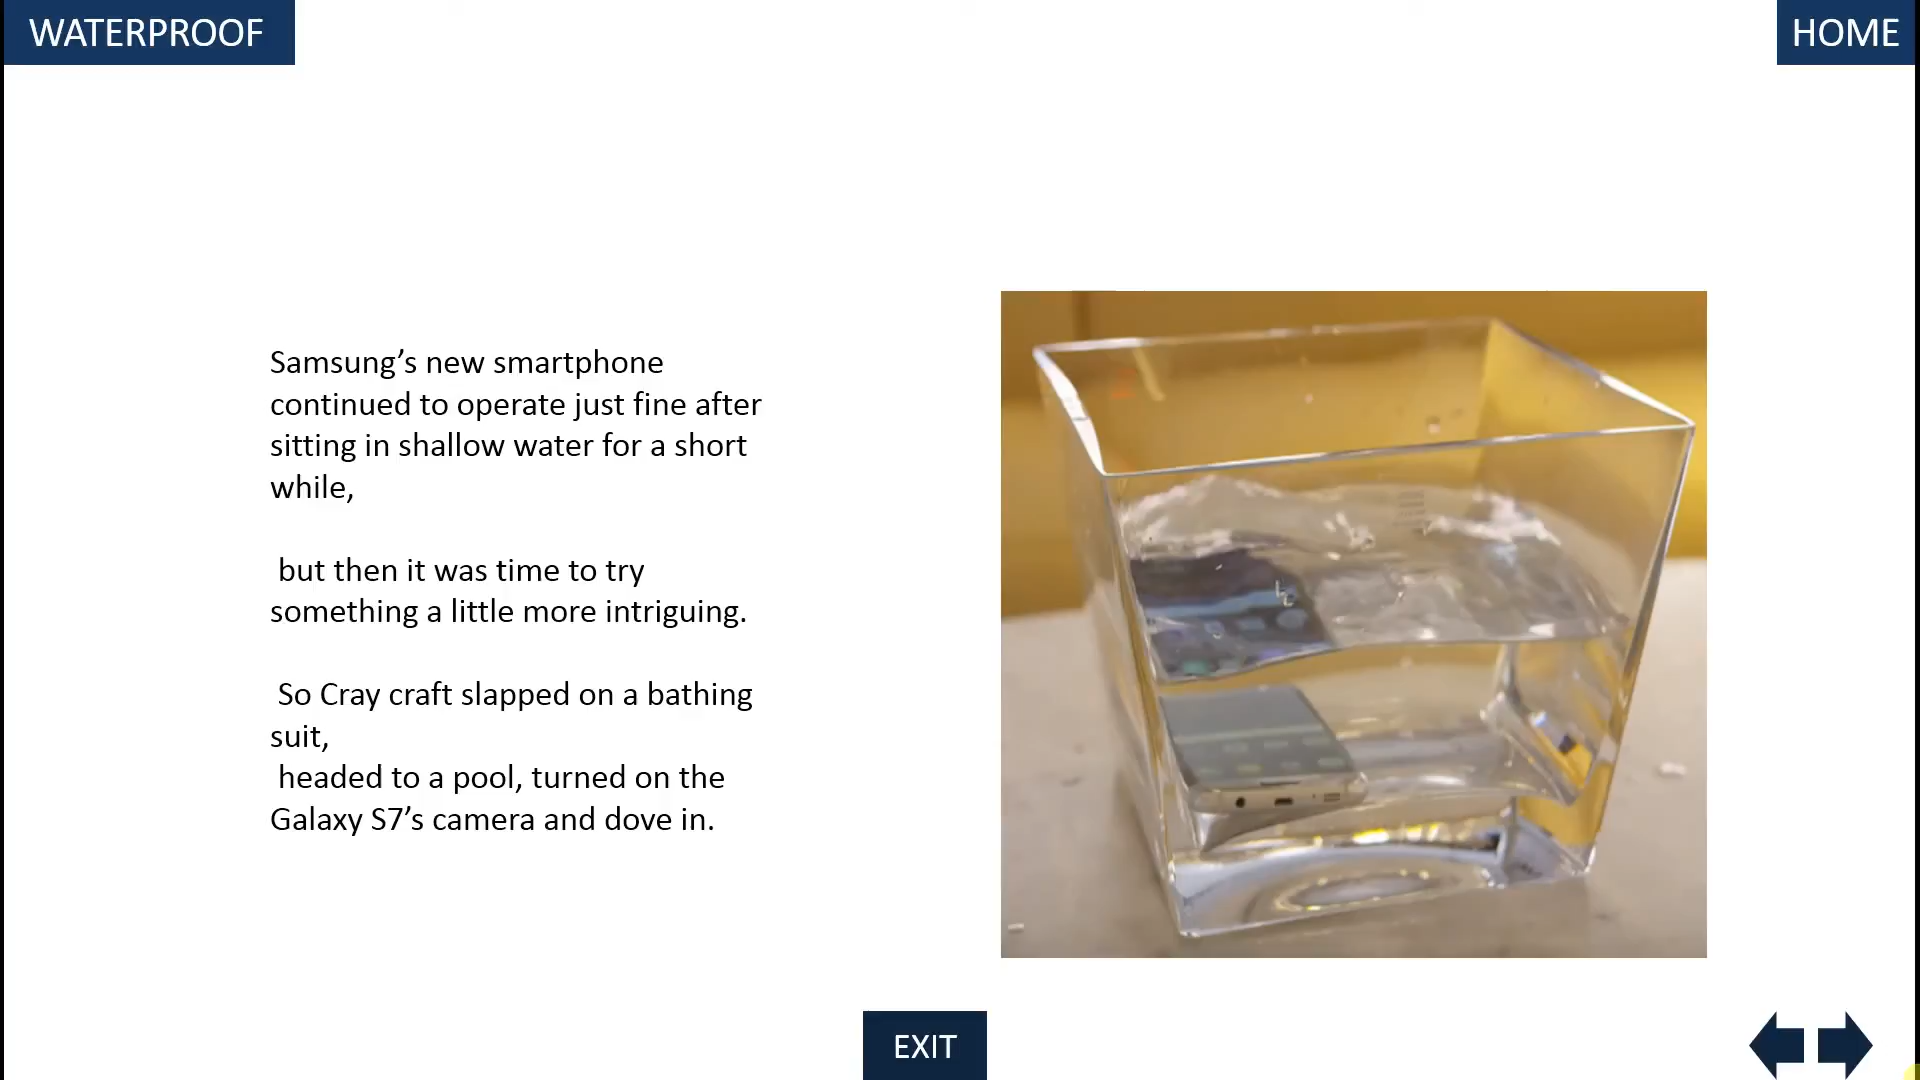 WATERPROOF
HOME
Samsung’s new smartphone
continued to operate just fine after
sitting in shallow water for a short
while,
but then it was time to try
something a little more intriguing.
So Cray craft slapped on a bathing
suit,
headed to a pool, turned on the
Galaxy S7’s camera and dove in.
EXIT